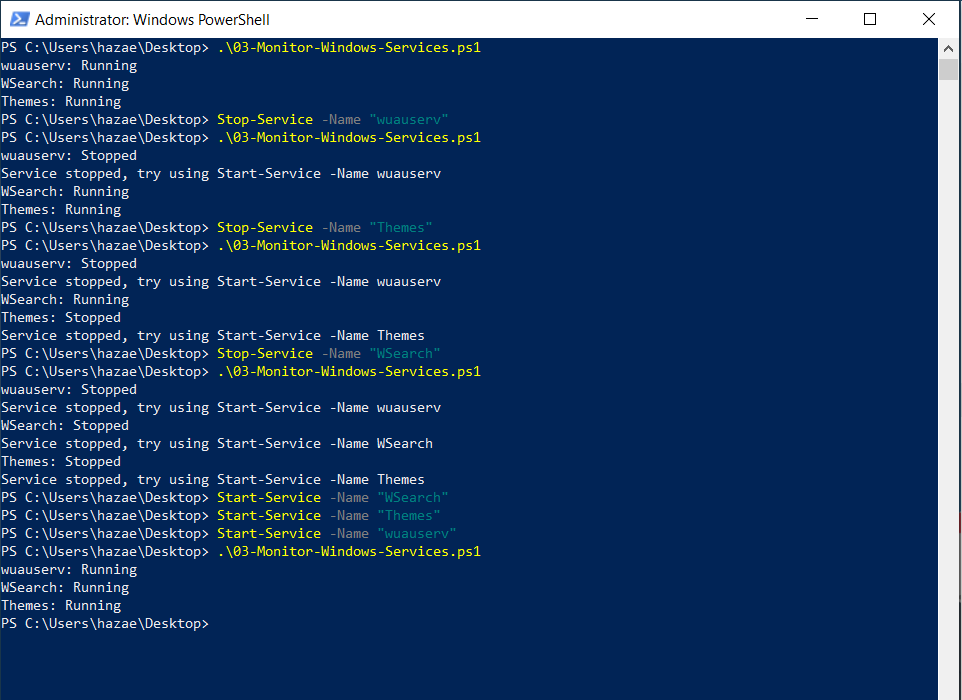 Administrator: Windows PowerShell
PS C:\Users\hazae\Desktop> .\03-Monitor-Windows-Services.ps1
wuauserv: Running
WSearch: Running
Themes: Running
PS C:\Users\hazae\Desktop> Stop-Service -Name "wuauserv"
PS C:\Users\hazae\Desktop> .\03-Monitor-Windows-Services.ps1
wuauserv: Stopped
Service stopped, try using Start-Service -Name wuauserv
WSearch: Running
Themes: Running
PS C:\Users\hazae\Desktop> Stop-Service -Name "Themes"
PS C:\Users\hazae\Desktop> .\03-Monitor-Windows-Services.ps1
wuauserv: Stopped
Service stopped, try using Start-Service -Name wuauserv
WSearch: Running
Themes: Stopped
Service stopped, try using Start-Service -Name Themes
PS C:\Users\hazae\Desktop> Stop-Service -Name "WSearch"
PS C:\Users\hazae\Desktop> .\03-Monitor-Windows-Services.ps1
wuauserv: Stopped
Service stopped, try using Start-Service -Name wuauserv
WSearch: Stopped
Service stopped, try using Start-Service -Name WSearch
Themes: Stopped
Service stopped, try using Start-Service -Name Themes
PS C:\Users\hazae\Desktop> Start-Service -Name "WSearch"
PS C:\Users\hazae\Desktop> Start-Service -Name "Themes"
PS C:\Users\hazae\Desktop> Start-Service -Name "wuauserv"
PS C:\Users\hazae\Desktop> .\03-Monitor-Windows-Services.ps1
wuauserv: Running
WSearch: Running
Themes: Running
PS C:\Users\hazae\Desktop>